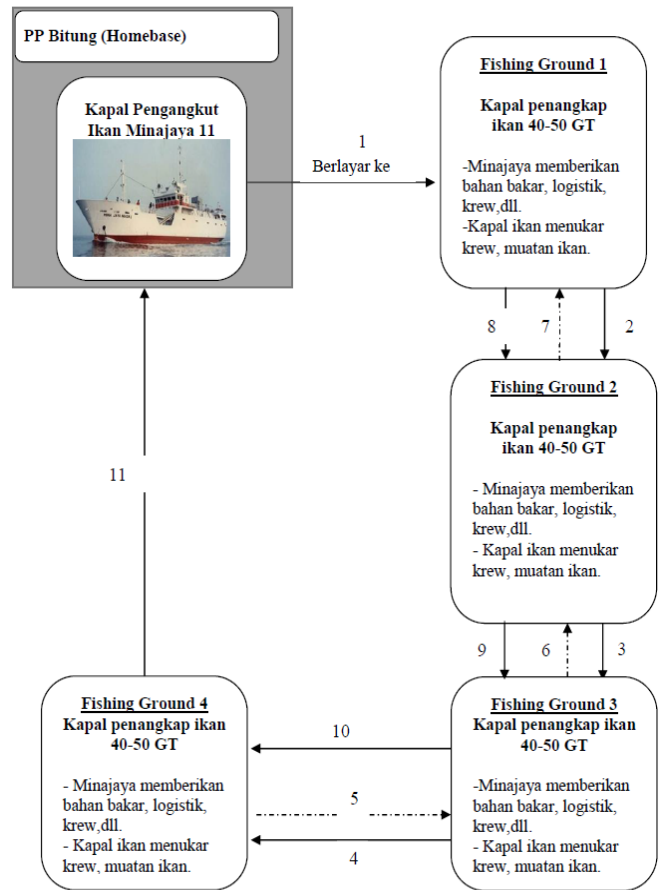 PP Bitung (Homebase)
Kapal Pengangkut
Ikan Minajaya 11
1
Berlayar ke
Fishing Ground 1
Kapal penangkap
ikan 40-50 GT
-Minajaya memberikan
bahan bakar, logistik,
krew,dll.
-Kapal ikan menukar
krew, muatan ikan.
8
7
2
Fishing Ground 2
Kapal penangkap
ikan 40-50 GT
- Minajaya memberikan
bahan bakar, logistik,
krew,dll.
- Kapal ikan menukar
krew, muatan ikan.
11
9
6
3
Fishing Ground 4
Kapal penangkap ikan
40-50 GT
- Minajaya memberikan
bahan bakar, logistik,
krew,dll.
- Kapal ikan menukar
krew, muatan ikan.
10
5
4
Fishing Ground 3
Kapal penangkap ikan
40-50 GT
-Minajaya memberikan
bahan bakar, logistik,
krew,dll.
- Kapal ikan menukar
krew, muatan ikan.